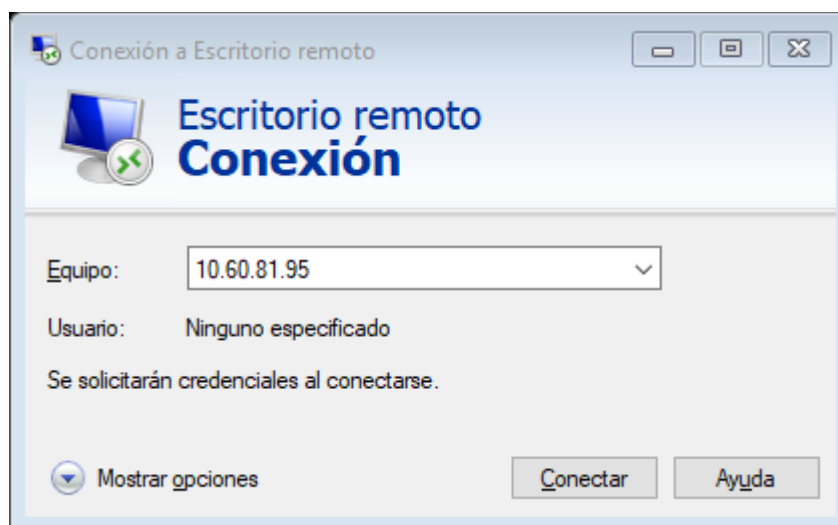 Conexión a Escritorio remoto
Escritorio remoto
Conexión
Equipo: 10.60.81.95
Usuario: Ninguno especificado
Se solicitarán credenciales al conectarse.
Mostrar opciones Conectar Ayuda